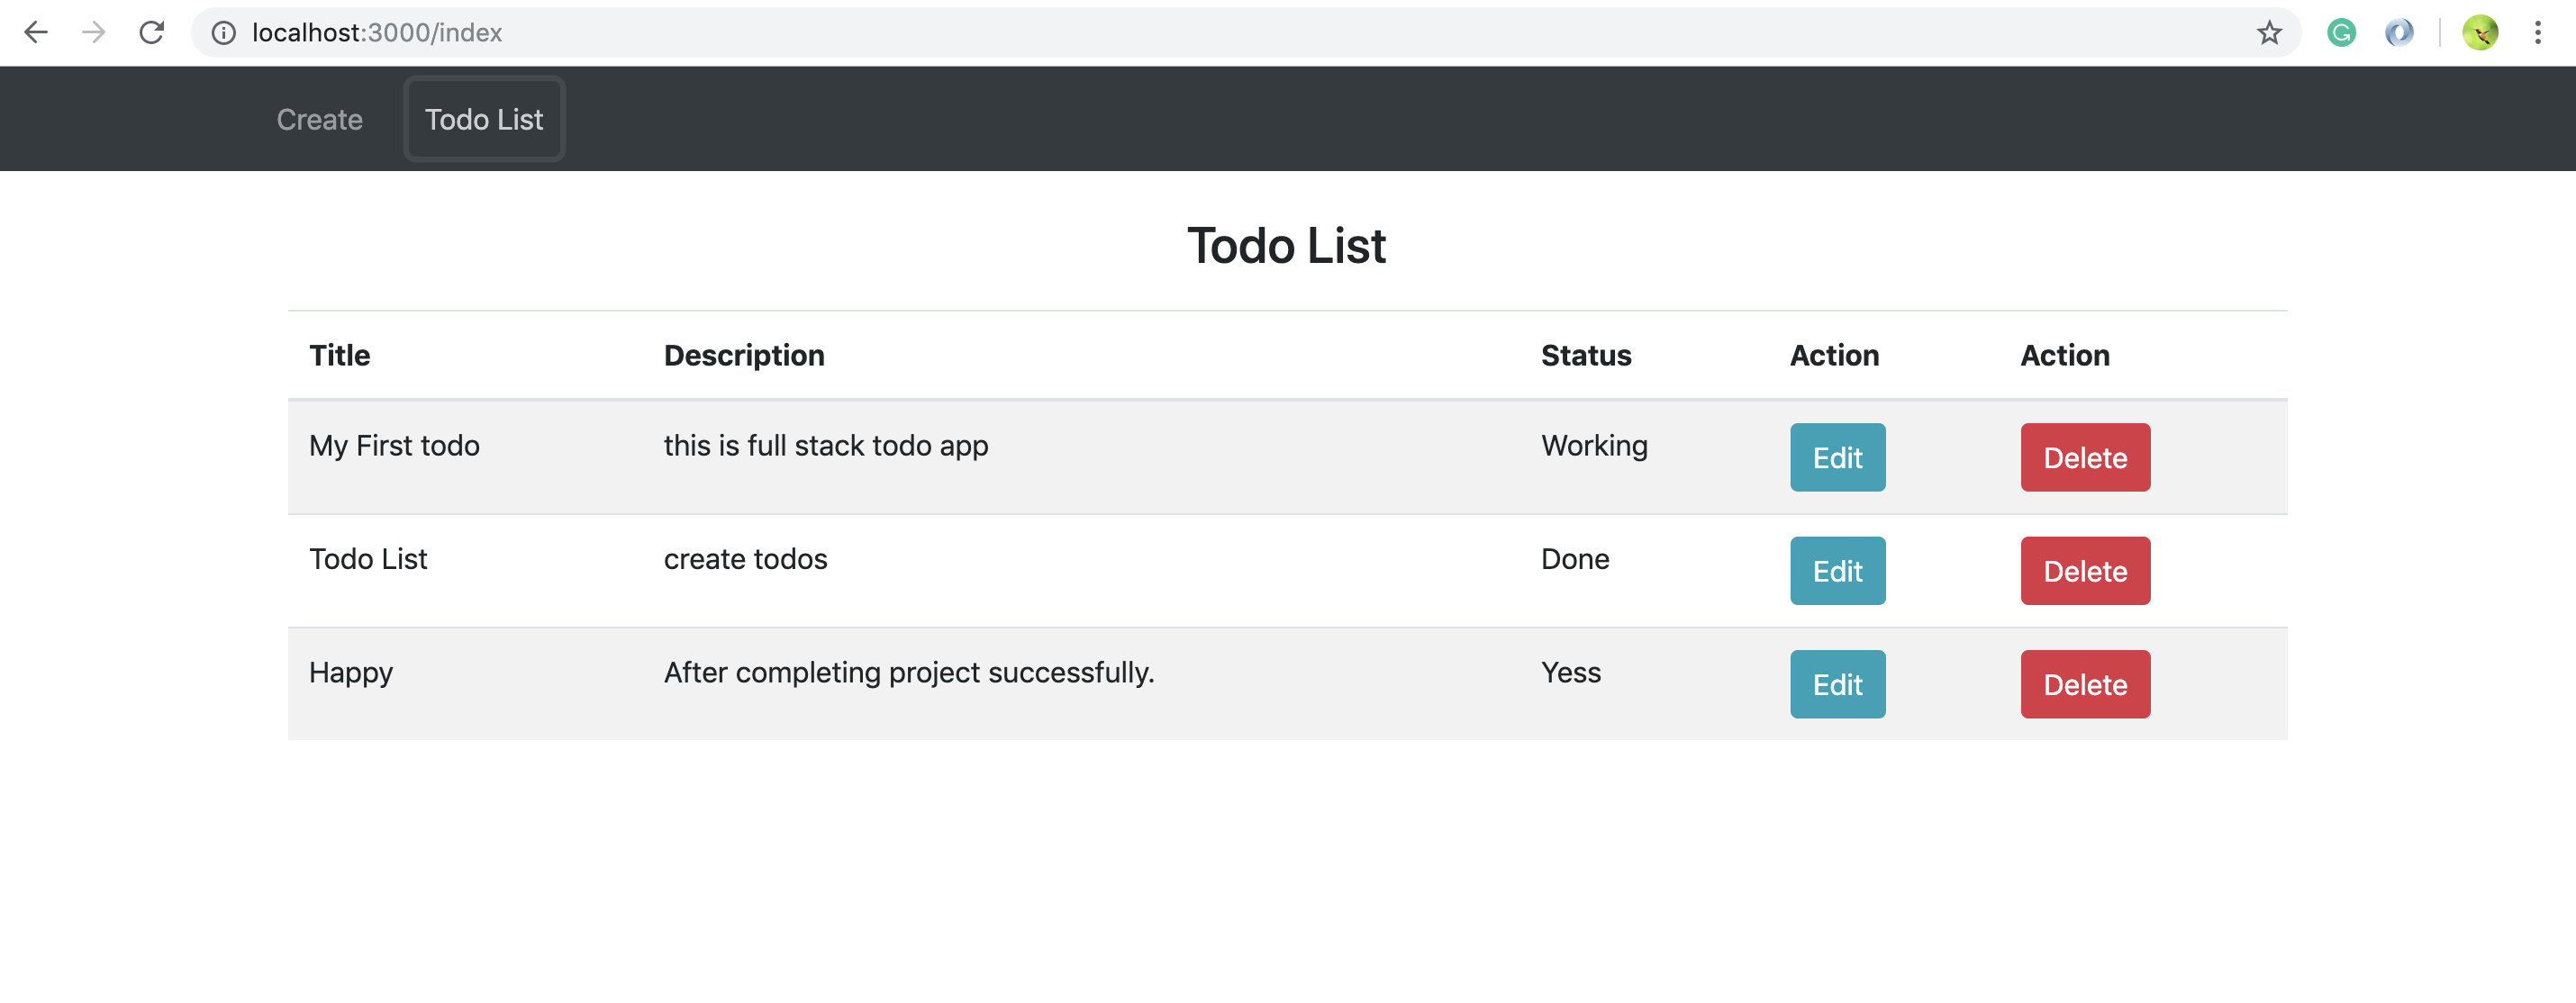 localhost:3000/index
Create Todo List
Todo List
Title Description Status Action Action
My First todo this is full stack todo app Working Edit Delete
Todo List create todos Done Edit Delete
Happy After completing project successfully. Yess Edit Delete